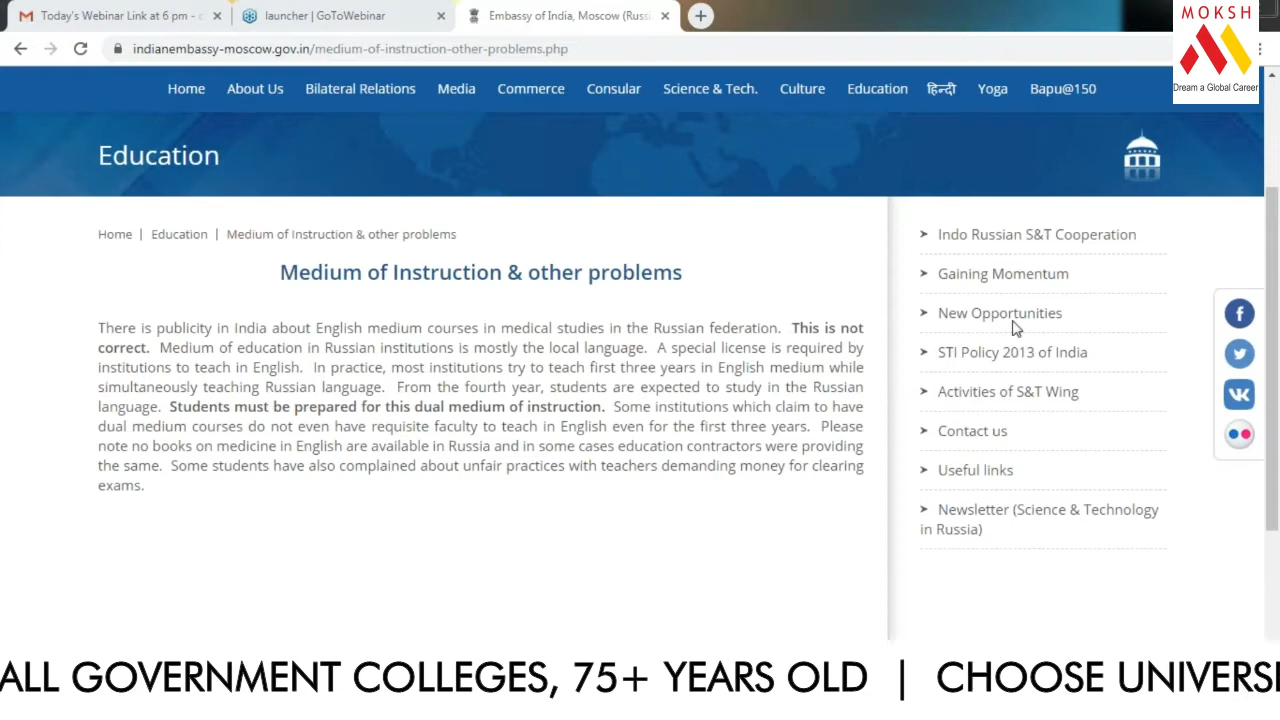 Today's Webinar Link at 6 pm - c
launcher | GoToWebinar
Embassy of India, Moscow (Russi
indianembassy-moscow.gov.in/medium-of-instruction-other-problems.php
MOKSH
Dream a Global Career
Home About Us Bilateral Relations Media Commerce Consular Science & Tech. Culture Education हिन्दी Yoga Bapu@150
Education
Home | Education | Medium of Instruction & other problems
Medium of Instruction & other problems
There is publicity in India about English medium courses in medical studies in the Russian federation. This is not
correct. Medium of education in Russian institutions is mostly the local language. A special license is required by
institutions to teach in English. In practice, most institutions try to teach first three years in English medium while
simultaneously teaching Russian language. From the fourth year, students are expected to study in the Russian
language. Students must be prepared for this dual medium of instruction. Some institutions which claim to have
dual medium courses do not even have requisite faculty to teach in English even for the first three years. Please
note no books on medicine in English are available in Russia and in some cases education contractors were providing
the same. Some students have also complained about unfair practices with teachers demanding money for clearing
exams.
Indo Russian S&T Cooperation
Gaining Momentum
New Opportunities
STI Policy 2013 of India
Activities of S&T Wing
Contact us
Useful links
Newsletter (Science & Technology
in Russia)
ALL GOVERNMENT COLLEGES, 75+ YEARS OLD | CHOOSE UNIVERSI